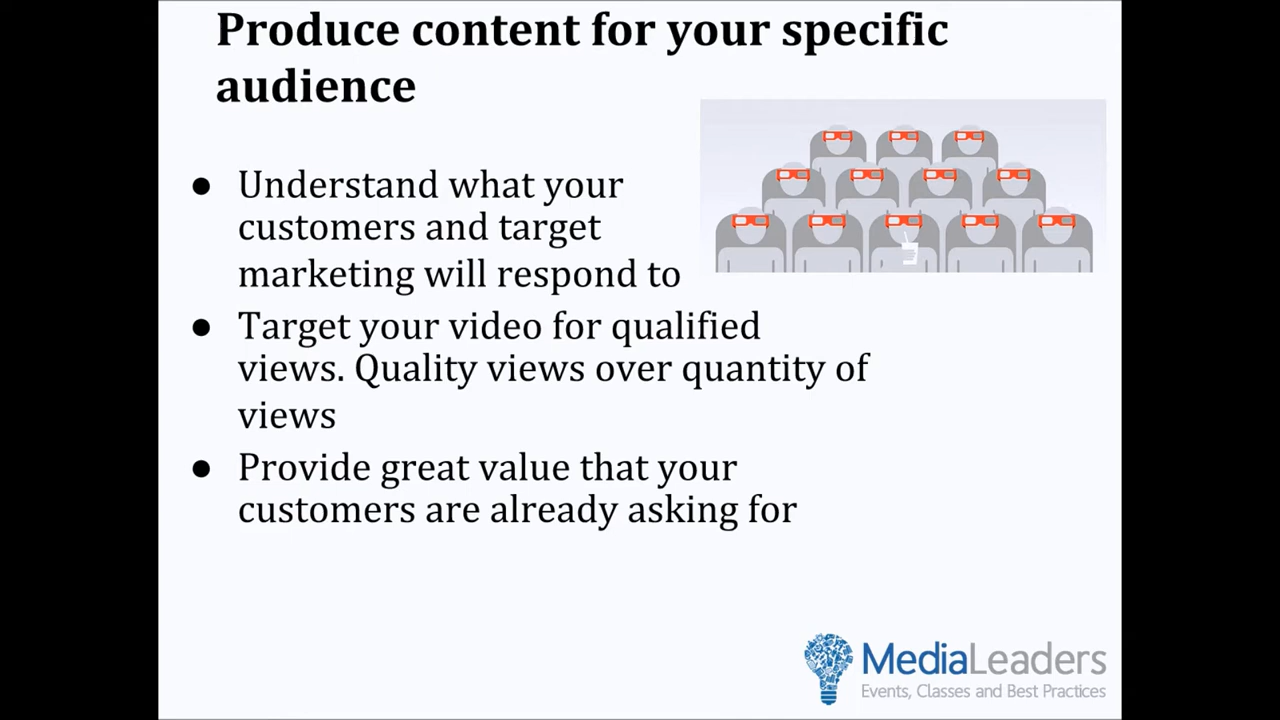 Produce content for your specific
audience
● Understand what your
customers and target
marketing will respond to
● Target your video for qualified
views. Quality views over quantity of
views
● Provide great value that your
customers are already asking for
MediaLeaders
Events, Classes and Best Practices